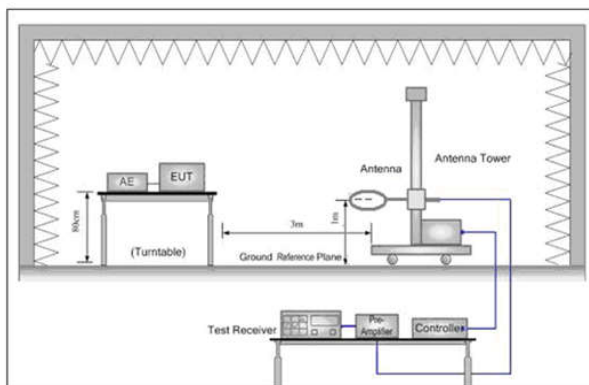 Antenna
Antenna Tower
AE
EUT
80cm
(Turntable)
3m
1m
Ground Reference Plane
Test Receiver
Pre-
Amplifier
Controller